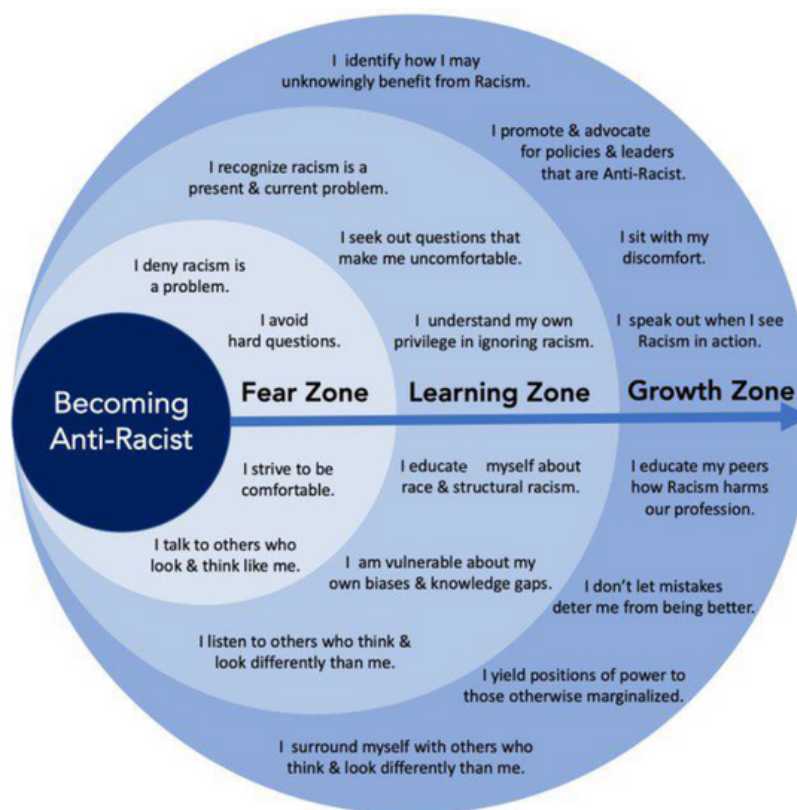 I identify how I may
unknowingly benefit from Racism.
I promote & advocate
for policies & leaders
that are Anti-Racist.
I recognize racism is a
present & current problem.
I seek out questions that
make me uncomfortable.
I sit with my
discomfort.
I deny racism is
a problem.
I avoid
hard questions.
I understand my own
privilege in ignoring racism.
I speak out when I see
Racism in action.
Becoming
Anti-Racist
Fear Zone
Learning Zone
Growth Zone
I strive to be
comfortable.
I educate myself about
race & structural racism.
I educate my peers
how Racism harms
our profession.
I talk to others who
look & think like me.
I am vulnerable about my
own biases & knowledge gaps.
I don't let mistakes
deter me from being better.
I listen to others who think &
look differently than me.
I yield positions of power to
those otherwise marginalized.
I surround myself with others who
think & look differently than me.